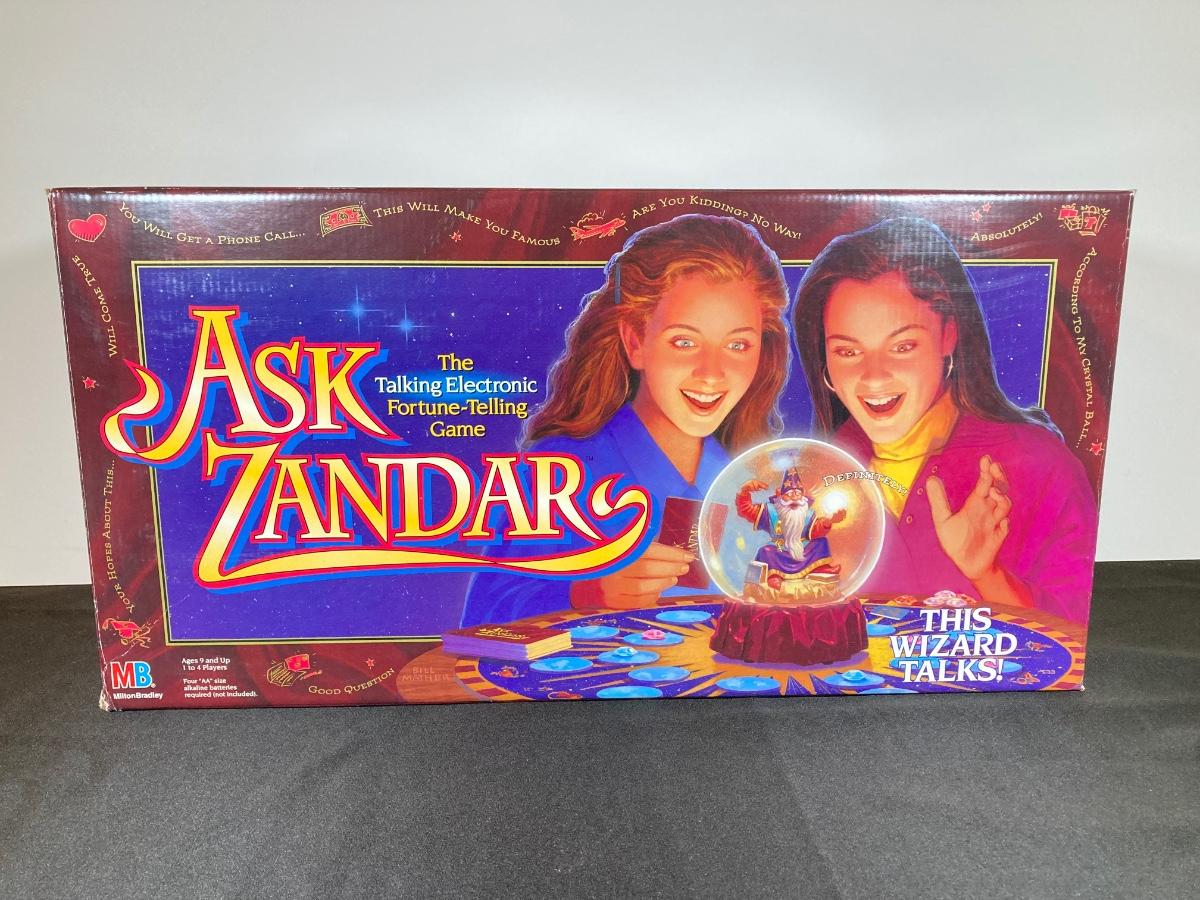 YOU WILL GET A PHONE CALL...
THIS WILL MAKE YOU FAMOUS
ARE YOU KIDDING? NO WAY!
ABSOLUTELY!
ACCORDING TO MY CRYSTAL BALL...
WILL COME TRUE
YOUR HOPES ABOUT THIS...
ASK
ZANDAR
TM
The
Talking Electronic
Fortune-Telling
Game
DEFINITELY!
THIS
WIZARD
TALKS!
MB
®
Milton Bradley
Ages 9 and Up
1 to 4 Players
Four "AA" size
alkaline batteries
required (not included).
GOOD QUESTION
BILL
MATHER